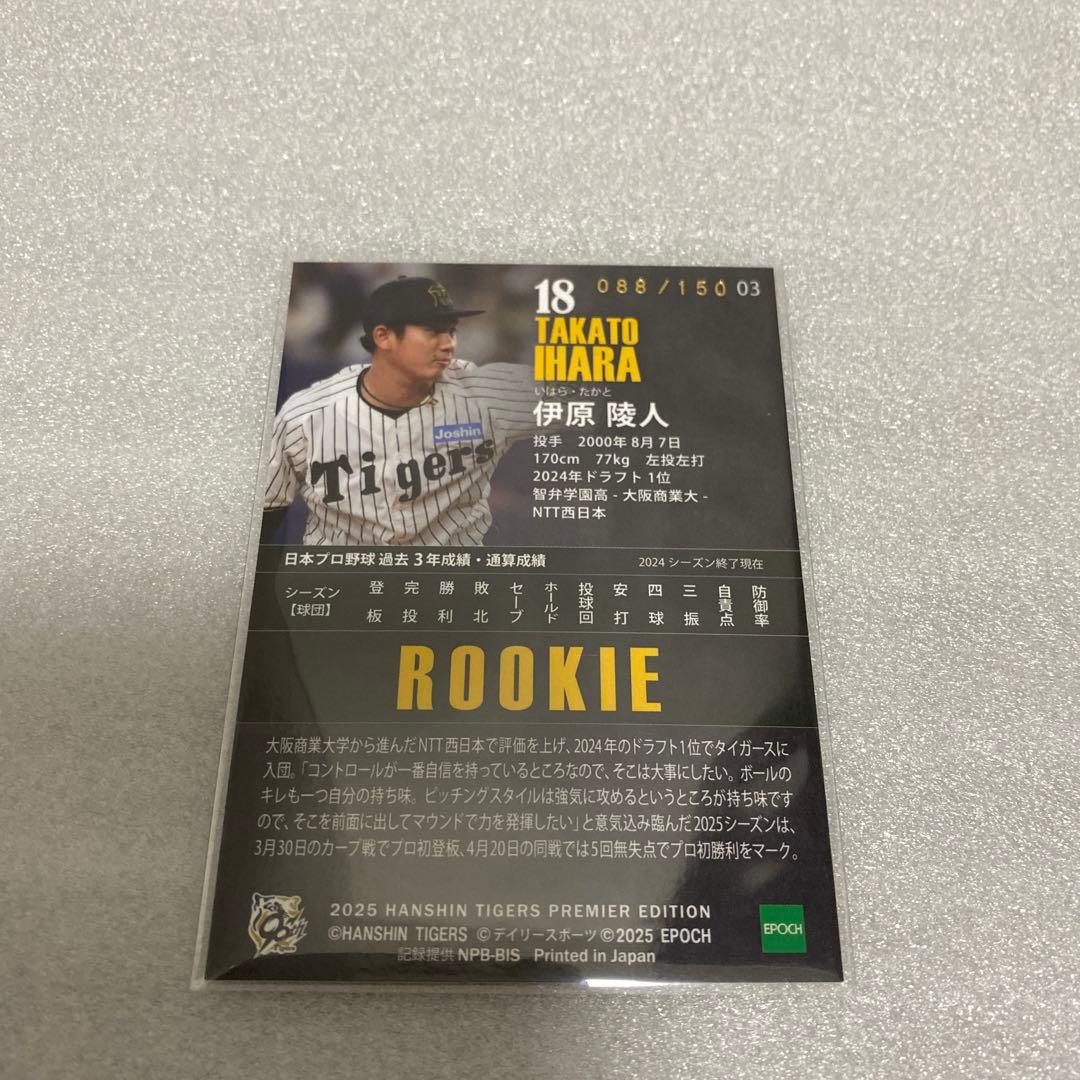 18 088/150 03
TAKATO
IHARA
いはら・たかと
伊原 陵人
投手 2000年 8月 7日
170cm 77kg 左投左打
2024年ドラフト 1位
智弁学園高 - 大阪商業大 -
NTT西日本
Joshin
Tigers
日本プロ野球 過去 3年成績・通算成績 2024 シーズン終了現在
シーズン【球団】 登板 完投 勝利 敗北 セーブ ホールド 投球回 安打 四球 三振 自責点 防御率
ROOKIE
大阪商業大学から進んだNTT西日本で評価を上げ、2024年のドラフト1位でタイガースに
入団。「コントロールが一番自信を持っているところなので、そこは大事にしたい。ボールの
キレも一つ自分の持ち味。ピッチングスタイルは強気に攻めるというところが持ち味です
ので、そこを前面に出してマウンドで力を発揮したい」と意気込み臨んだ2025シーズンは、
3月30日のカープ戦でプロ初登板、4月20日の同戦では5回無失点でプロ初勝利をマーク。
2025 HANSHIN TIGERS PREMIER EDITION
©HANSHIN TIGERS ©デイリースポーツ ©2025 EPOCH
記録提供 NPB-BIS Printed in Japan
EPOCH